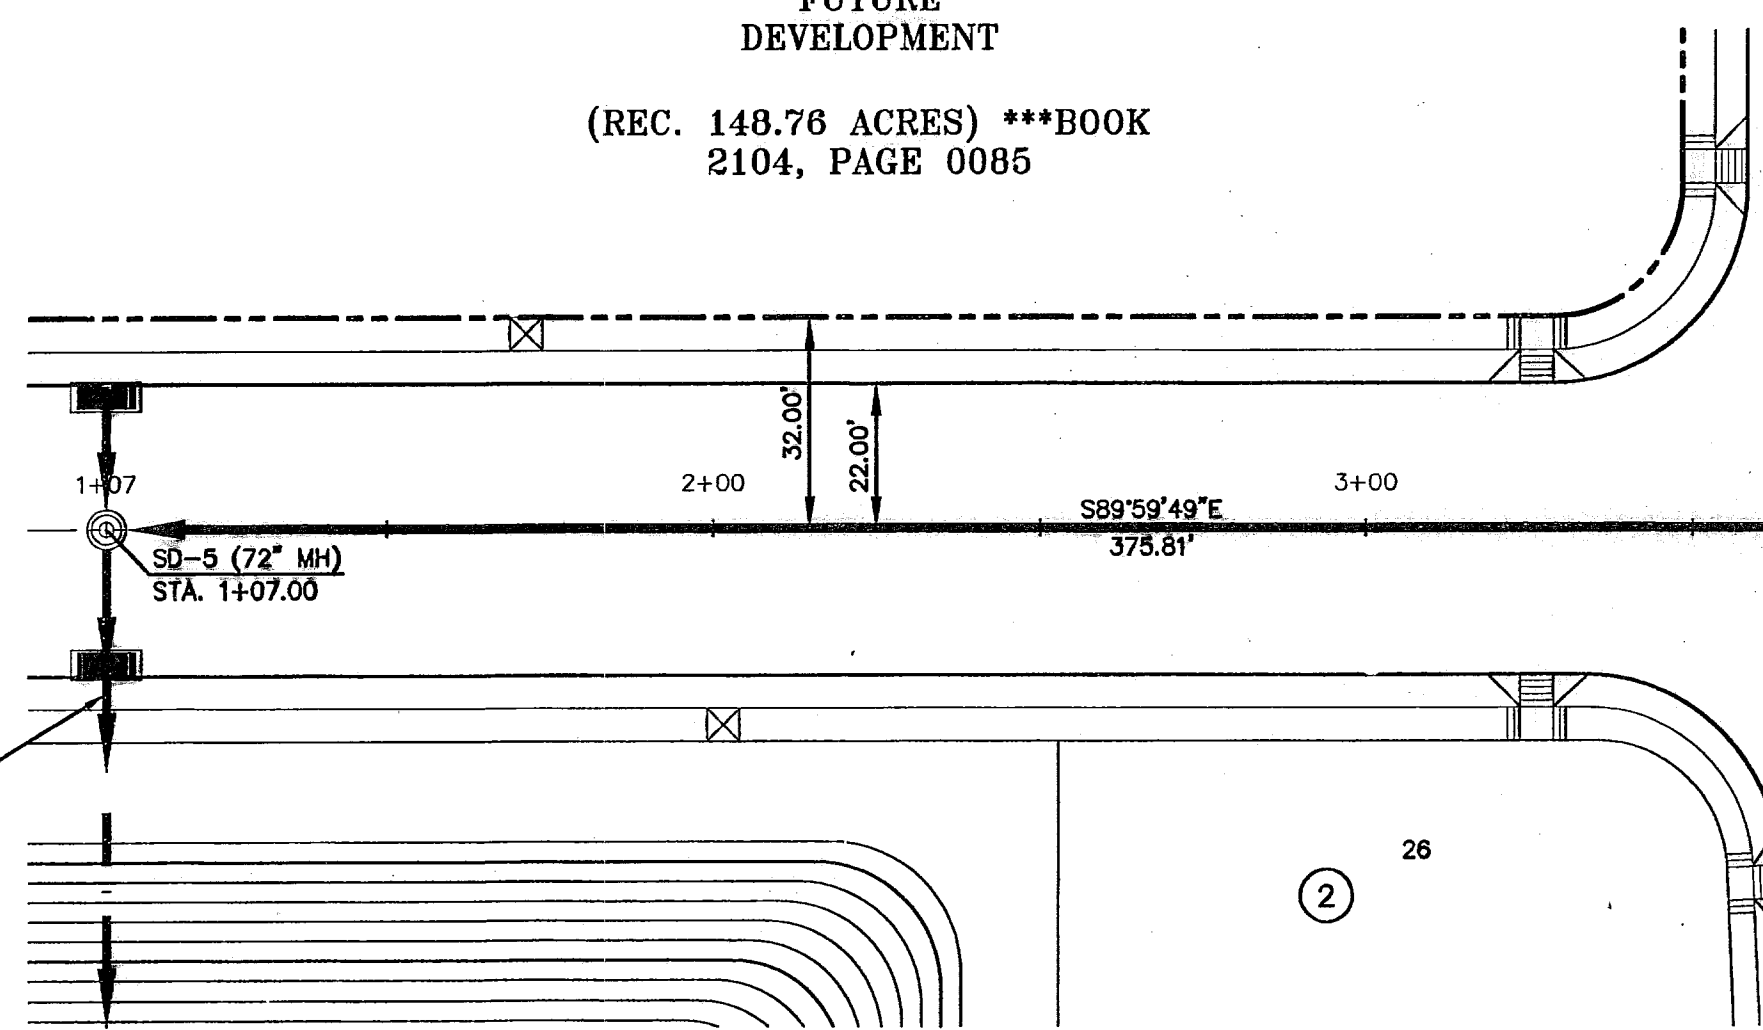 FUTURE
DEVELOPMENT
(REC. 148.76 ACRES) ***BOOK
2104, PAGE 0085
32.00'
22.00'
1+07
2+00
3+00
S89°59'49"E
375.81'
SD-5 (72" MH)
STA. 1+07.00
26
2